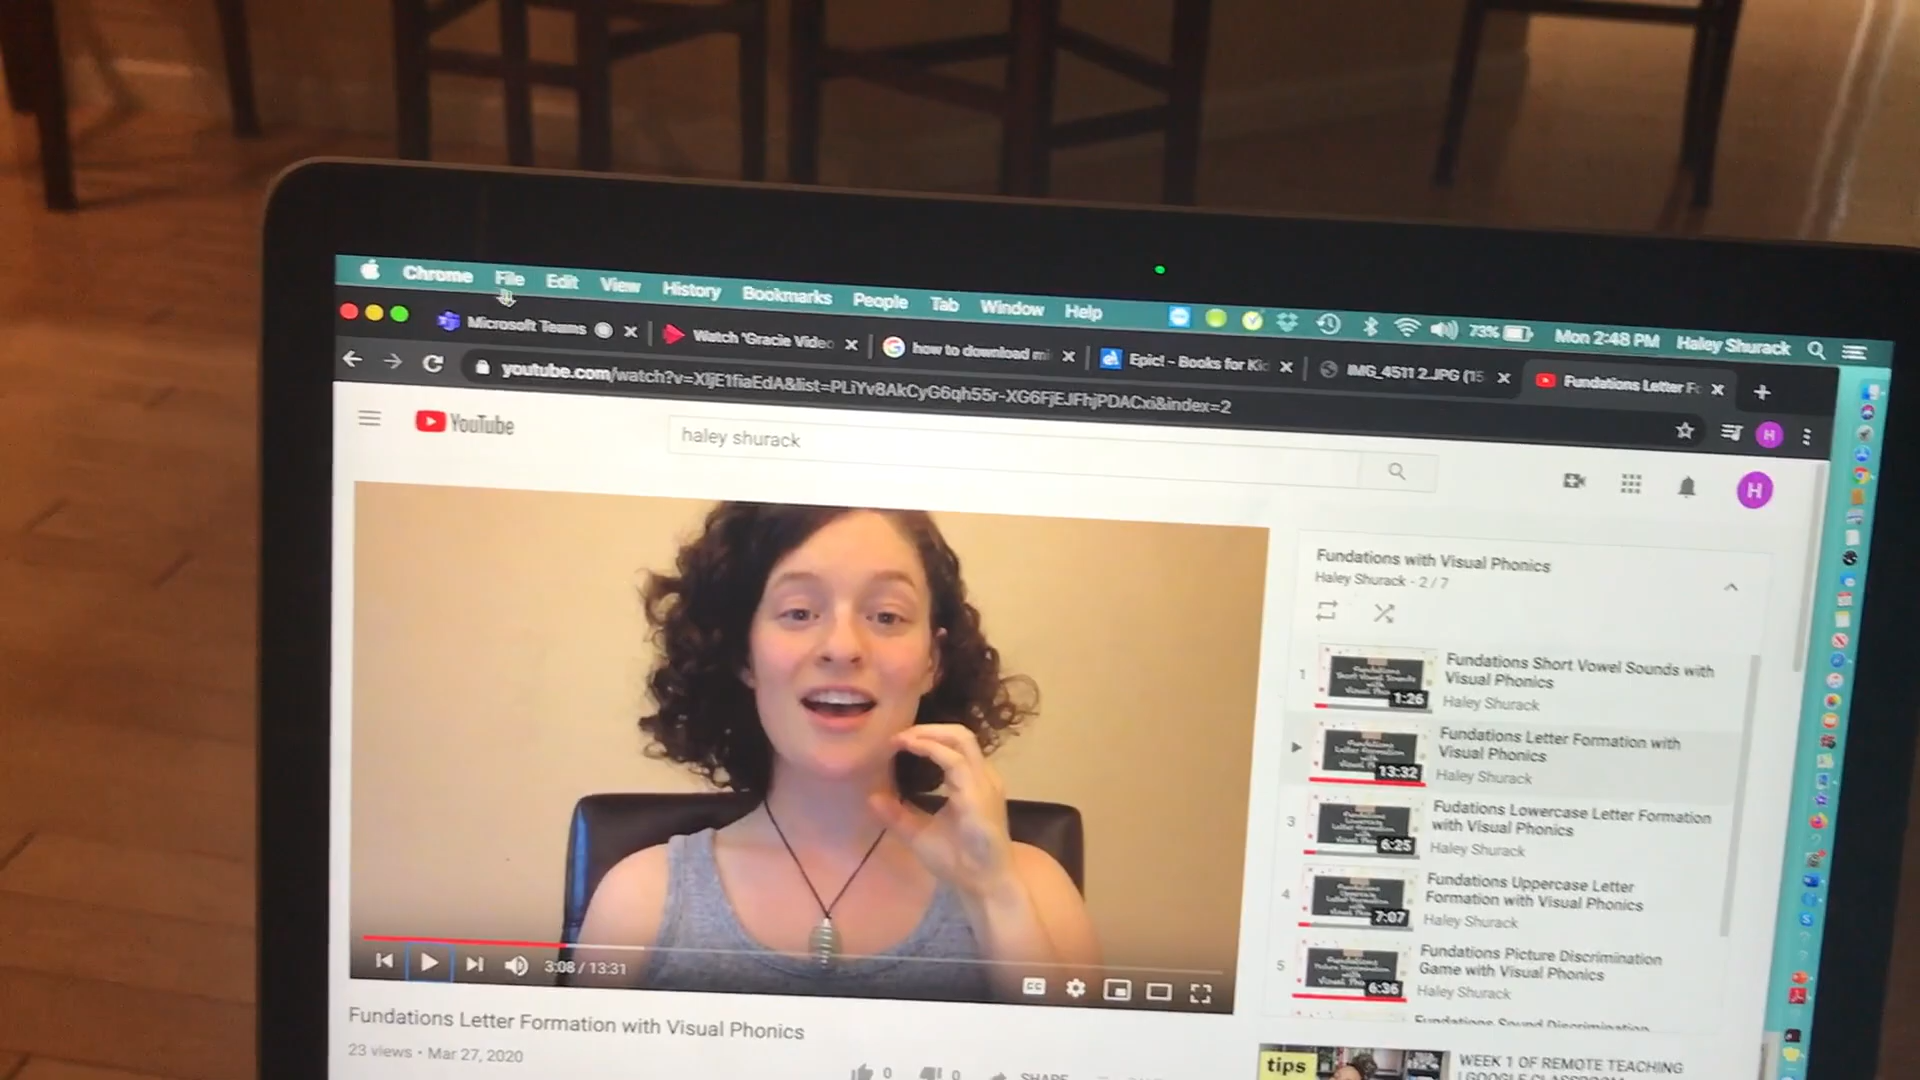 Chrome File Edit View History Bookmarks People Tab Window Help 73% Mon 2:48 PM Haley Shurack
Microsoft Teams Watch 'Gracie Video how to download mi Epic! - Books for Kid IMG_4511 2.JPG (15 Fundations Letter Fo
youtube.com/watch?v=XljE1fiaEdA&list=PLiYv8AkCyG6qh55r-XG6FjEJFhjPDACxi&index=2
H
YouTube
haley shurack
H
Fundations with Visual Phonics
Haley Shurack - 2 / 7
1
1:26
Fundations Short Vowel Sounds with
Visual Phonics
Haley Shurack
13:32
Fundations Letter Formation with
Visual Phonics
Haley Shurack
3
6:25
Fudations Lowercase Letter Formation
with Visual Phonics
Haley Shurack
4
7:07
Fundations Uppercase Letter
Formation with Visual Phonics
Haley Shurack
5
6:36
Fundations Picture Discrimination
Game with Visual Phonics
Haley Shurack
Fundations Sound Discrimination
3:08 / 13:31
CC
Fundations Letter Formation with Visual Phonics
23 views • Mar 27, 2020
0 0 SHARE
tips
WEEK 1 OF REMOTE TEACHING